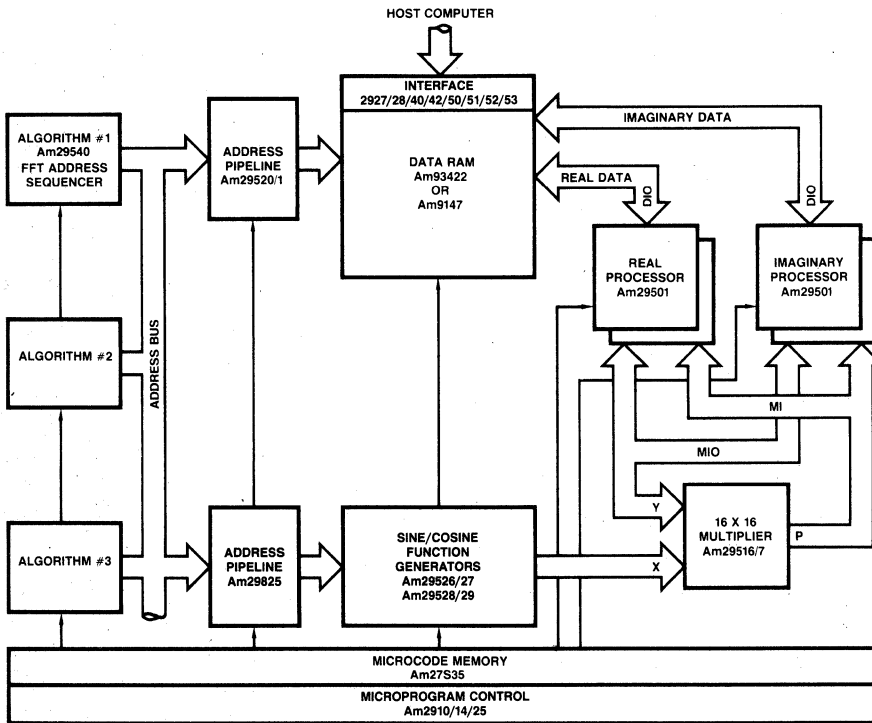 HOST COMPUTER
INTERFACE
2927/28/40/42/50/51/52/53
ALGORITHM #1
Am29540
FFT ADDRESS
SEQUENCER
ADDRESS
PIPELINE
Am29520/1
DATA RAM
Am93422
OR
Am9147
IMAGINARY DATA
REAL DATA
DIO
DIO
REAL
PROCESSOR
Am29501
IMAGINARY
PROCESSOR
Am29501
ALGORITHM #2
ADDRESS BUS
MI
MIO
ALGORITHM #3
ADDRESS
PIPELINE
Am29825
SINE/COSINE
FUNCTION
GENERATORS
Am29526/27
Am29528/29
Y
X
16 X 16
MULTIPLIER
Am29516/7
P
MICROCODE MEMORY
Am27S35
MICROPROGRAM CONTROL
Am2910/14/25